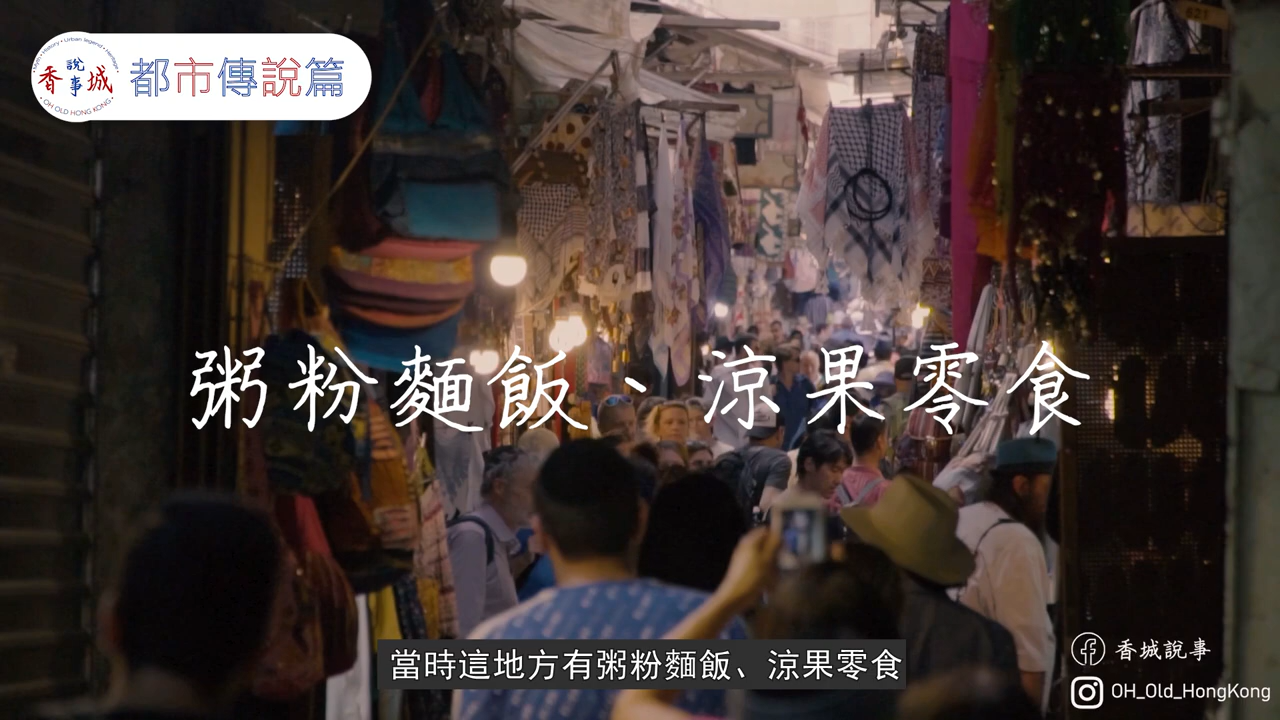 香 說事 城
• OH OLD HONG KONG •
都市傳說篇
粥粉麵飯、涼果零食
當時這地方有粥粉麵飯、涼果零食
香城說事
OH_Old_HongKong